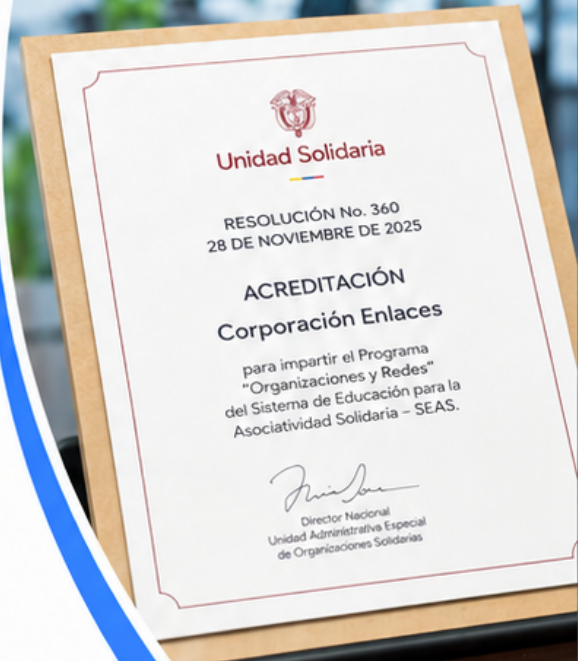 Unidad Solidaria
RESOLUCIÓN No. 360
28 DE NOVIEMBRE DE 2025
ACREDITACIÓN
Corporación Enlaces
para impartir el Programa
“Organizaciones y Redes”
del Sistema de Educación para la
Asociatividad Solidaria – SEAS.
Director Nacional
Unidad Administrativa Especial
de Organizaciones Solidarias